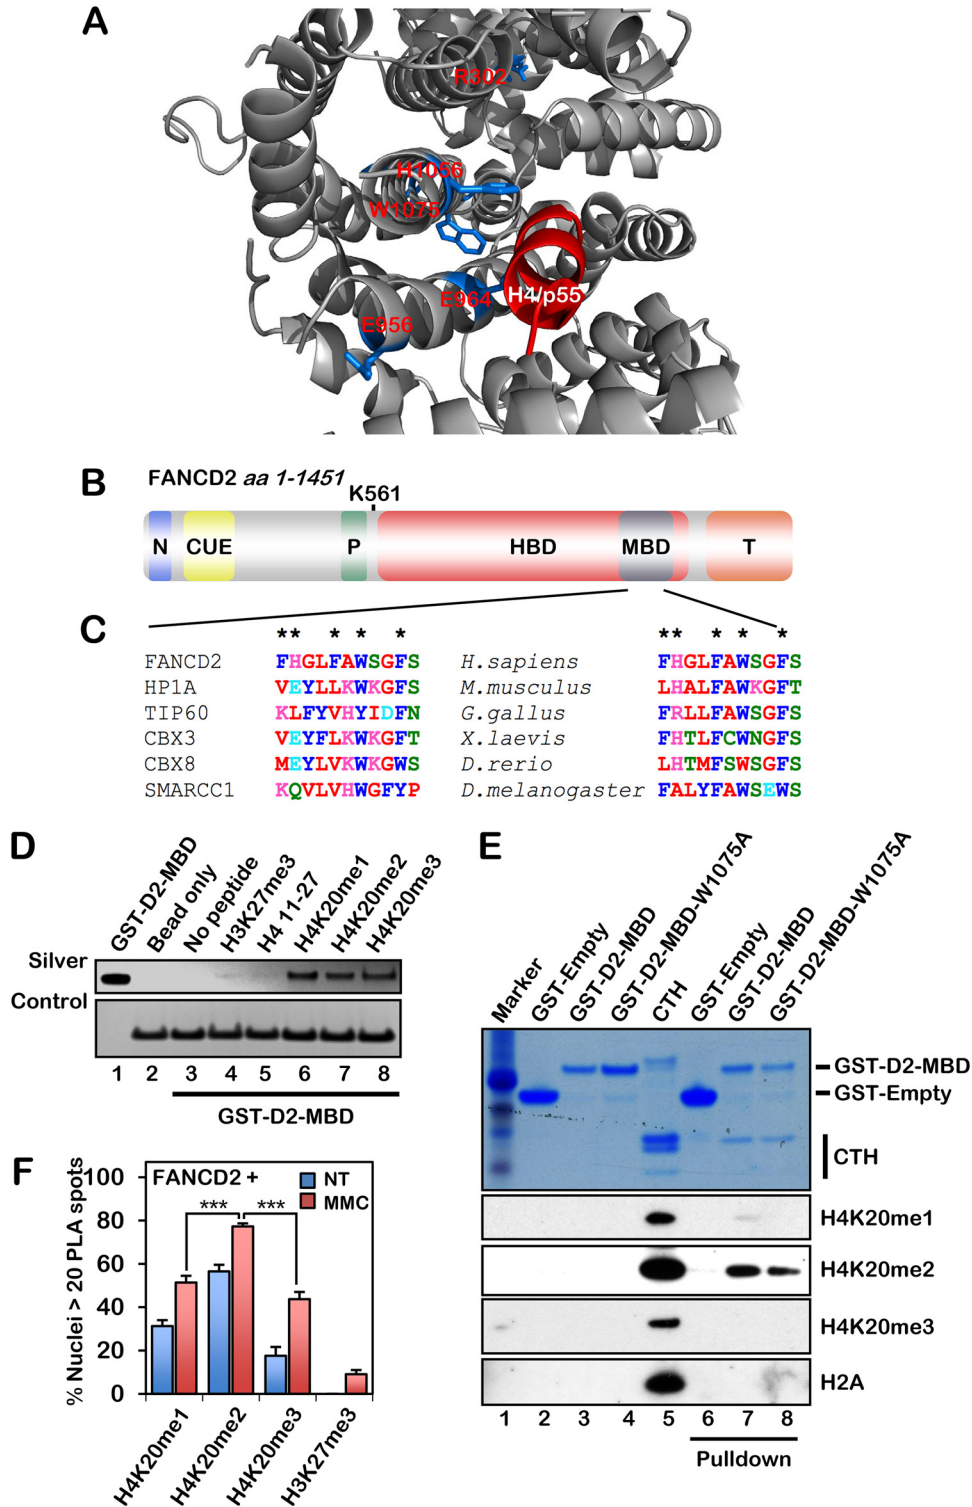 A
R302
H1056
W1075
E964
H4/p55
E956
B
FANCD2 aa 1-1451
K561
N CUE P HBD MBD T
C
** * * * ** * * *
FANCD2 FHGLFAWSGFS H.sapiens FHGLFAWSGFS
HP1A VEYLLKWKGFS M.musculus LHALFAWKGFT
TIP60 KLFYVHYIDFN G.gallus FRLLFAWSGFS
CBX3 VEYFLKWKGFT X.laevis FHTLFCWNGFS
CBX8 MEYLVKWKGWS D.rerio LHTMFSWSGFS
SMARCC1 KQVLVHWGFYP D.melanogaster FALYFAWSEWS
D
GST-D2-MBD
Bead only
No peptide
H3K27me3
H4 11-27
H4K20me1
H4K20me2
H4K20me3
Silver
Control
1 2 3 4 5 6 7 8
GST-D2-MBD
E
Marker
GST-Empty
GST-D2-MBD
GST-D2-MBD-W1075A
CTH
GST-Empty
GST-D2-MBD
GST-D2-MBD-W1075A
GST-D2-MBD
GST-Empty
CTH
H4K20me1
H4K20me2
H4K20me3
H2A
1 2 3 4 5 6 7 8
Pulldown
F
% Nuclei > 20 PLA spots
100
80
60
40
20
0
FANCD2 +
NT
MMC
*** ***
H4K20me1
H4K20me2
H4K20me3
H3K27me3